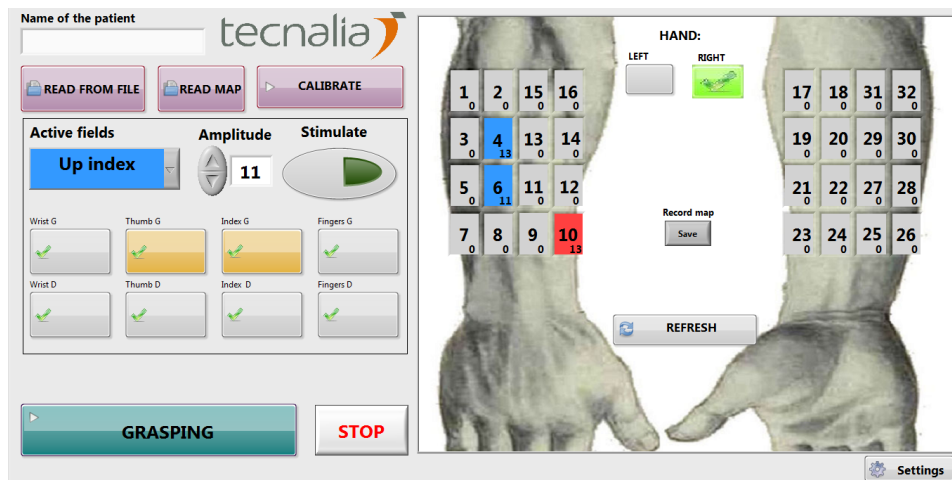 Name of the patient
tecnalia
READ FROM FILE
READ MAP
CALIBRATE
Active fields
Amplitude
Stimulate
Up index
11
Wrist G
Thumb G
Index G
Fingers G
Wrist D
Thumb D
Index D
Fingers D
GRASPING
STOP
HAND:
LEFT
RIGHT
1 2 15 16
0 0 0 0
3 4 13 14
0 13 0 0
5 6 11 12
0 11 0 0
7 8 9 10
0 0 0 13
17 18 31 32
0 0 0 0
19 20 29 30
0 0 0 0
21 22 27 28
0 0 0 0
23 24 25 26
0 0 0 0
Record map
Save
REFRESH
Settings